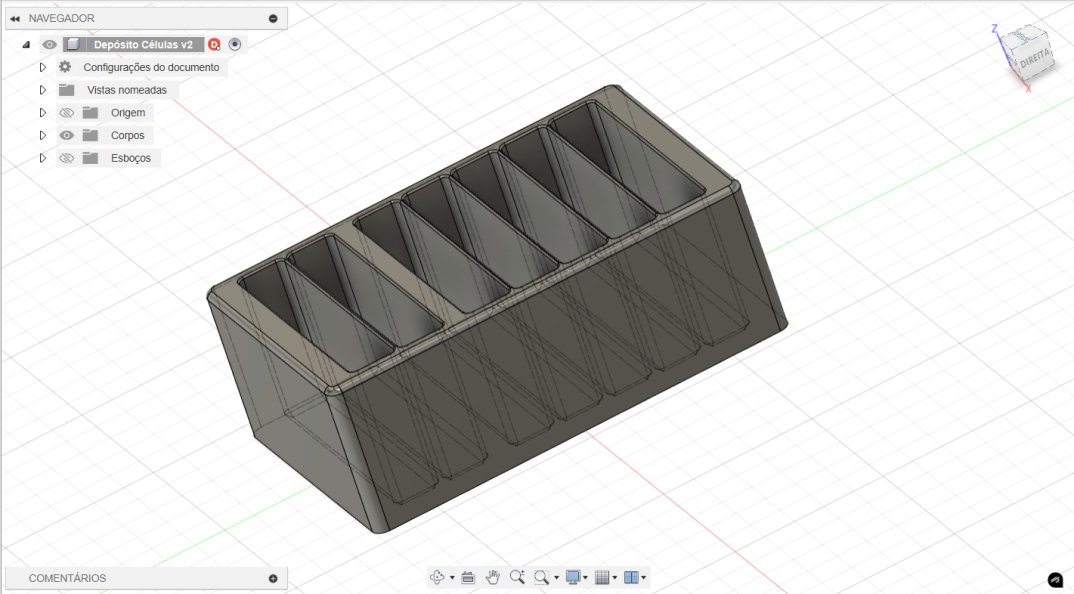 NAVEGADOR
Depósito Células v2
D
Configurações do documento
Vistas nomeadas
Origem
Corpos
Esboços
Z
DIREITA
X
COMENTÁRIOS